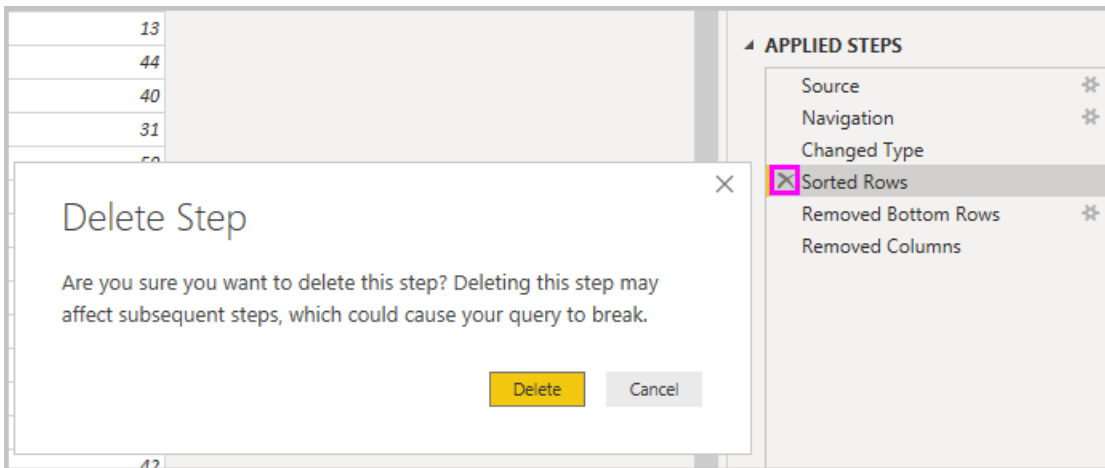 13
44
40
31
APPLIED STEPS
Source
Navigation
Changed Type
Sorted Rows
Removed Bottom Rows
Removed Columns
Delete Step
Are you sure you want to delete this step? Deleting this step may
affect subsequent steps, which could cause your query to break.
Delete
Cancel
42